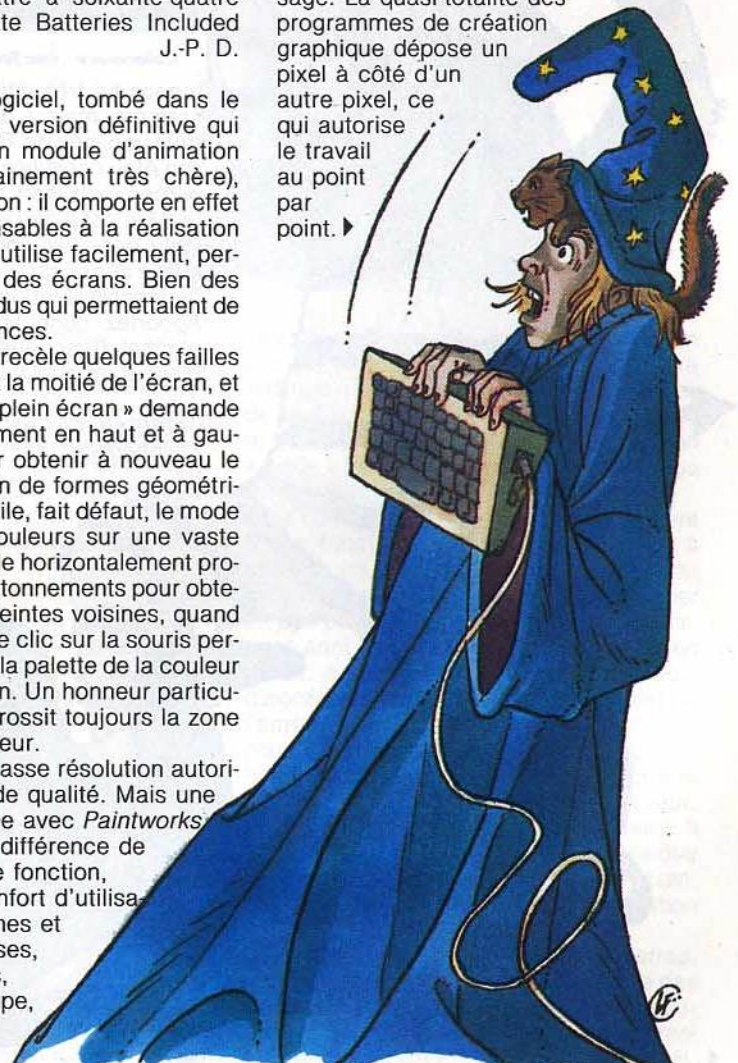 tre à soixante-quatre
te Batteries Included
J.-P. D.
ogiciel, tombé dans le
version définitive qui
n module d'animation
ainement très chère),
on : il comporte en effet
sables à la réalisation
utilise facilement, per-
des écrans. Bien des
dus qui permettaient de
nces.
recèle quelques failles
la moitié de l'écran, et
plein écran » demande
ment en haut et à gau-
r obtenir à nouveau le
n de formes géométri-
ile, fait défaut, le mode
ouleurs sur une vaste
le horizontalement pro-
tonnements pour obte-
eintes voisines, quand
e clic sur la souris per-
la palette de la couleur
n. Un honneur particu-
rossit toujours la zone
eur.
asse résolution autori-
de qualité. Mais une
e avec Paintworks
différence de
e fonction,
nfort d'utilisa-
nes et
ses,
pe,
sage. La quasi-totalité des
programmes de création
graphique dépose un
pixel à côté d'un
autre pixel, ce
qui autorise
le travail
au point
par
point.